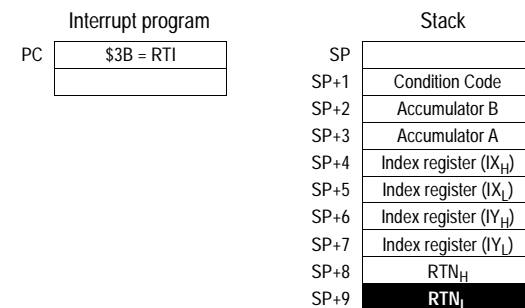 Interrupt program
PC $3B = RTI
Stack
SP
SP+1 Condition Code
SP+2 Accumulator B
SP+3 Accumulator A
SP+4 Index register (IXH)
SP+5 Index register (IXL)
SP+6 Index register (IYH)
SP+7 Index register (IYL)
SP+8 RTNH
SP+9 RTNL